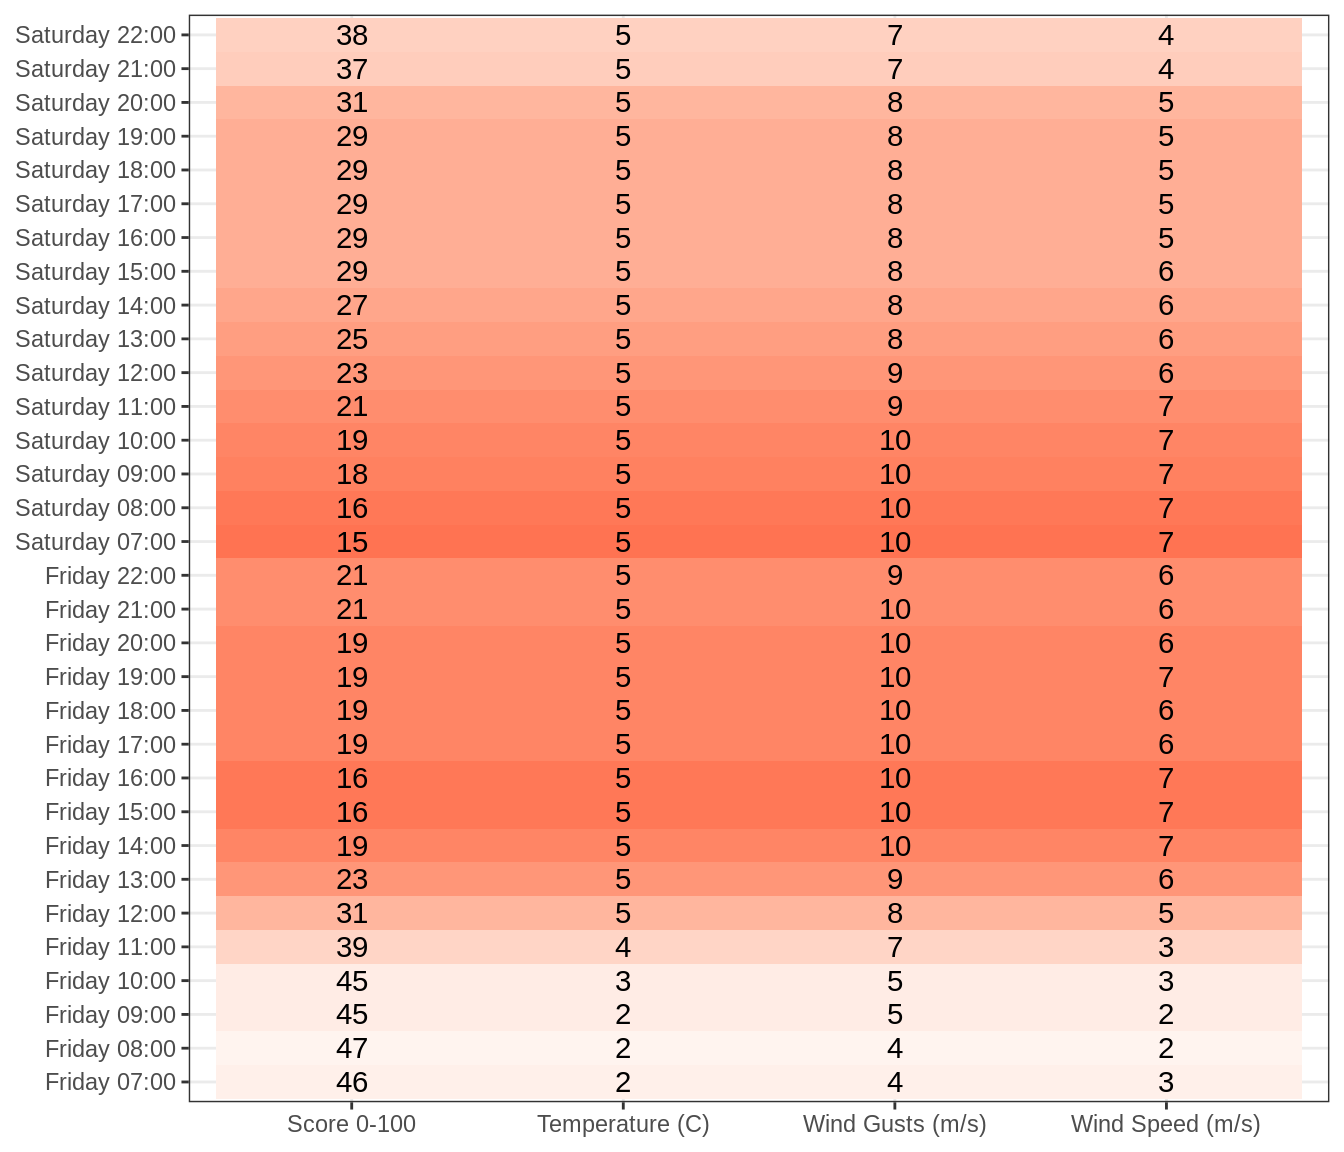 Saturday 22:00 38 5 7 4
Saturday 21:00 37 5 7 4
Saturday 20:00 31 5 8 5
Saturday 19:00 29 5 8 5
Saturday 18:00 29 5 8 5
Saturday 17:00 29 5 8 5
Saturday 16:00 29 5 8 5
Saturday 15:00 29 5 8 6
Saturday 14:00 27 5 8 6
Saturday 13:00 25 5 8 6
Saturday 12:00 23 5 9 6
Saturday 11:00 21 5 9 7
Saturday 10:00 19 5 10 7
Saturday 09:00 18 5 10 7
Saturday 08:00 16 5 10 7
Saturday 07:00 15 5 10 7
Friday 22:00 21 5 9 6
Friday 21:00 21 5 10 6
Friday 20:00 19 5 10 6
Friday 19:00 19 5 10 7
Friday 18:00 19 5 10 6
Friday 17:00 19 5 10 6
Friday 16:00 16 5 10 7
Friday 15:00 16 5 10 7
Friday 14:00 19 5 10 7
Friday 13:00 23 5 9 6
Friday 12:00 31 5 8 5
Friday 11:00 39 4 7 3
Friday 10:00 45 3 5 3
Friday 09:00 45 2 5 2
Friday 08:00 47 2 4 2
Friday 07:00 46 2 4 3
Score 0-100 Temperature (C) Wind Gusts (m/s) Wind Speed (m/s)